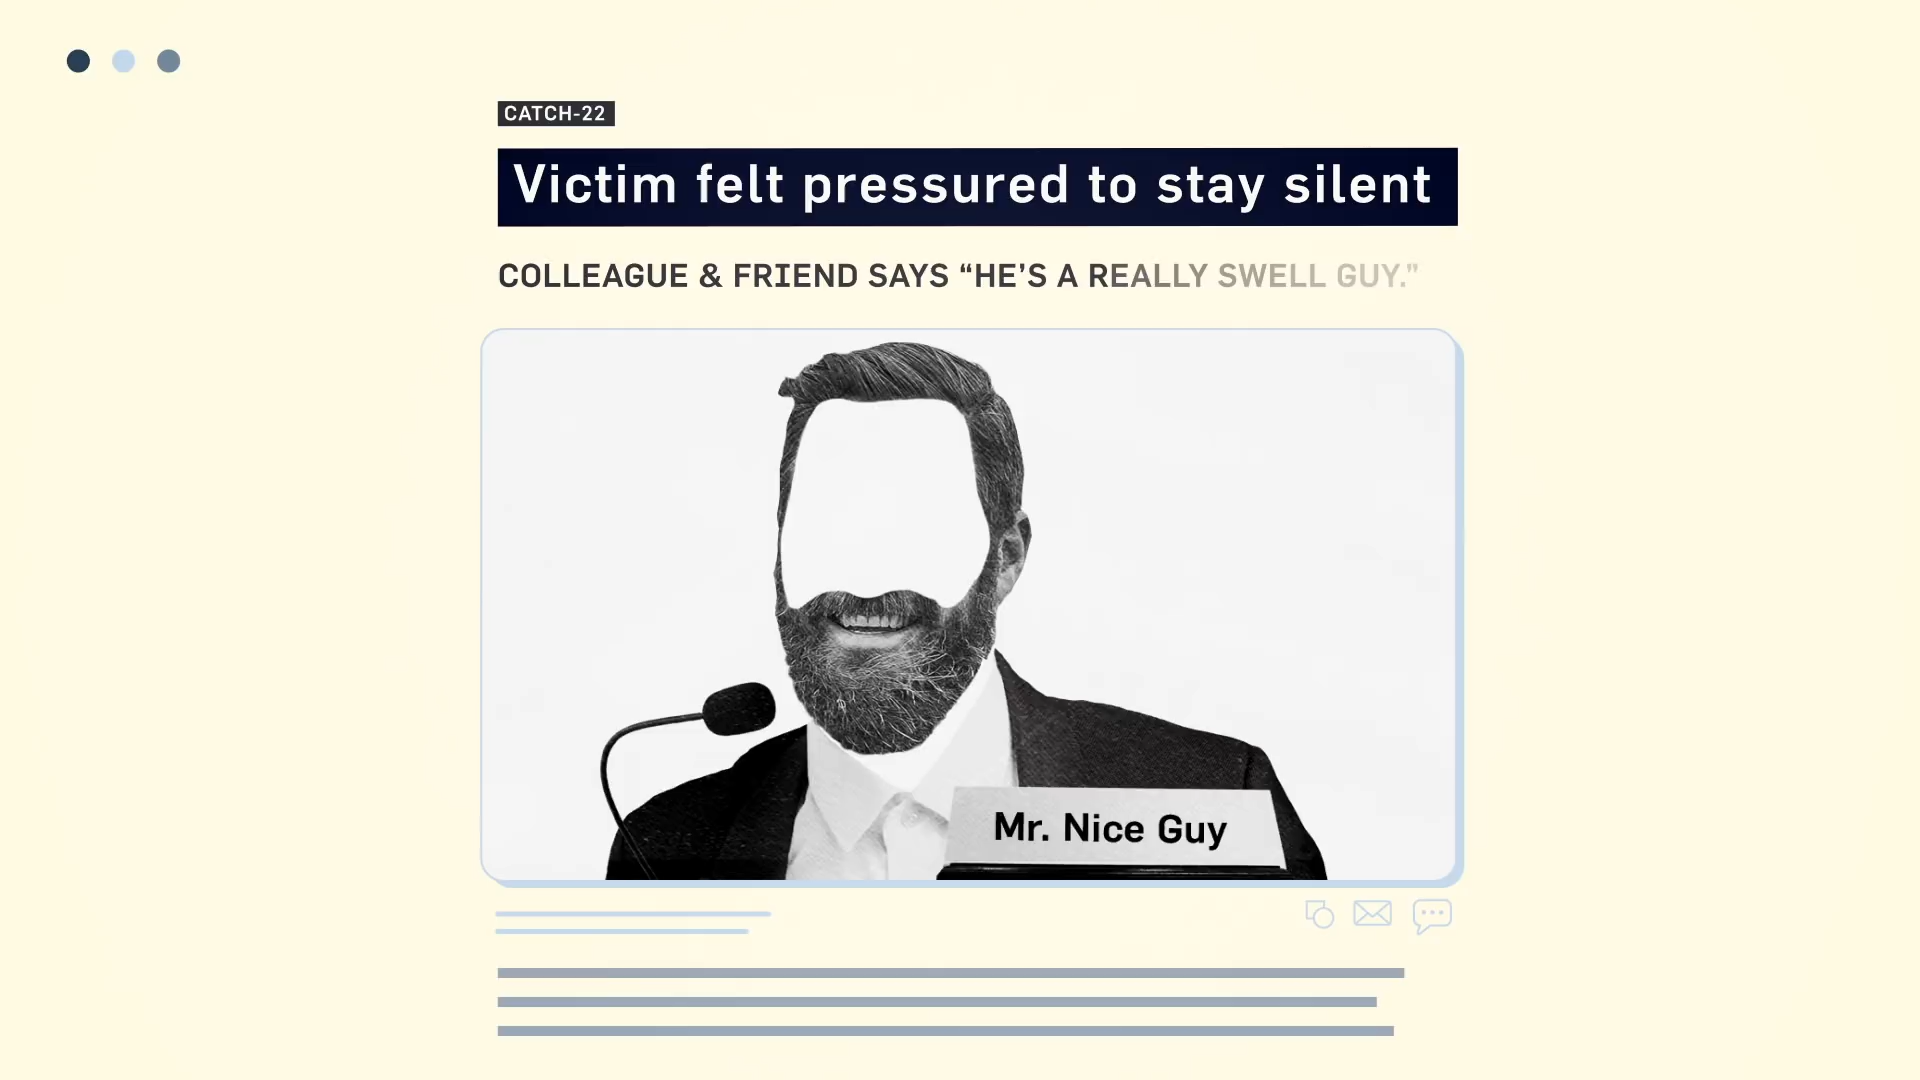 CATCH-22
Victim felt pressured to stay silent
COLLEAGUE & FRIEND SAYS “HE’S A REALLY SWELL GUY.”
Mr. Nice Guy